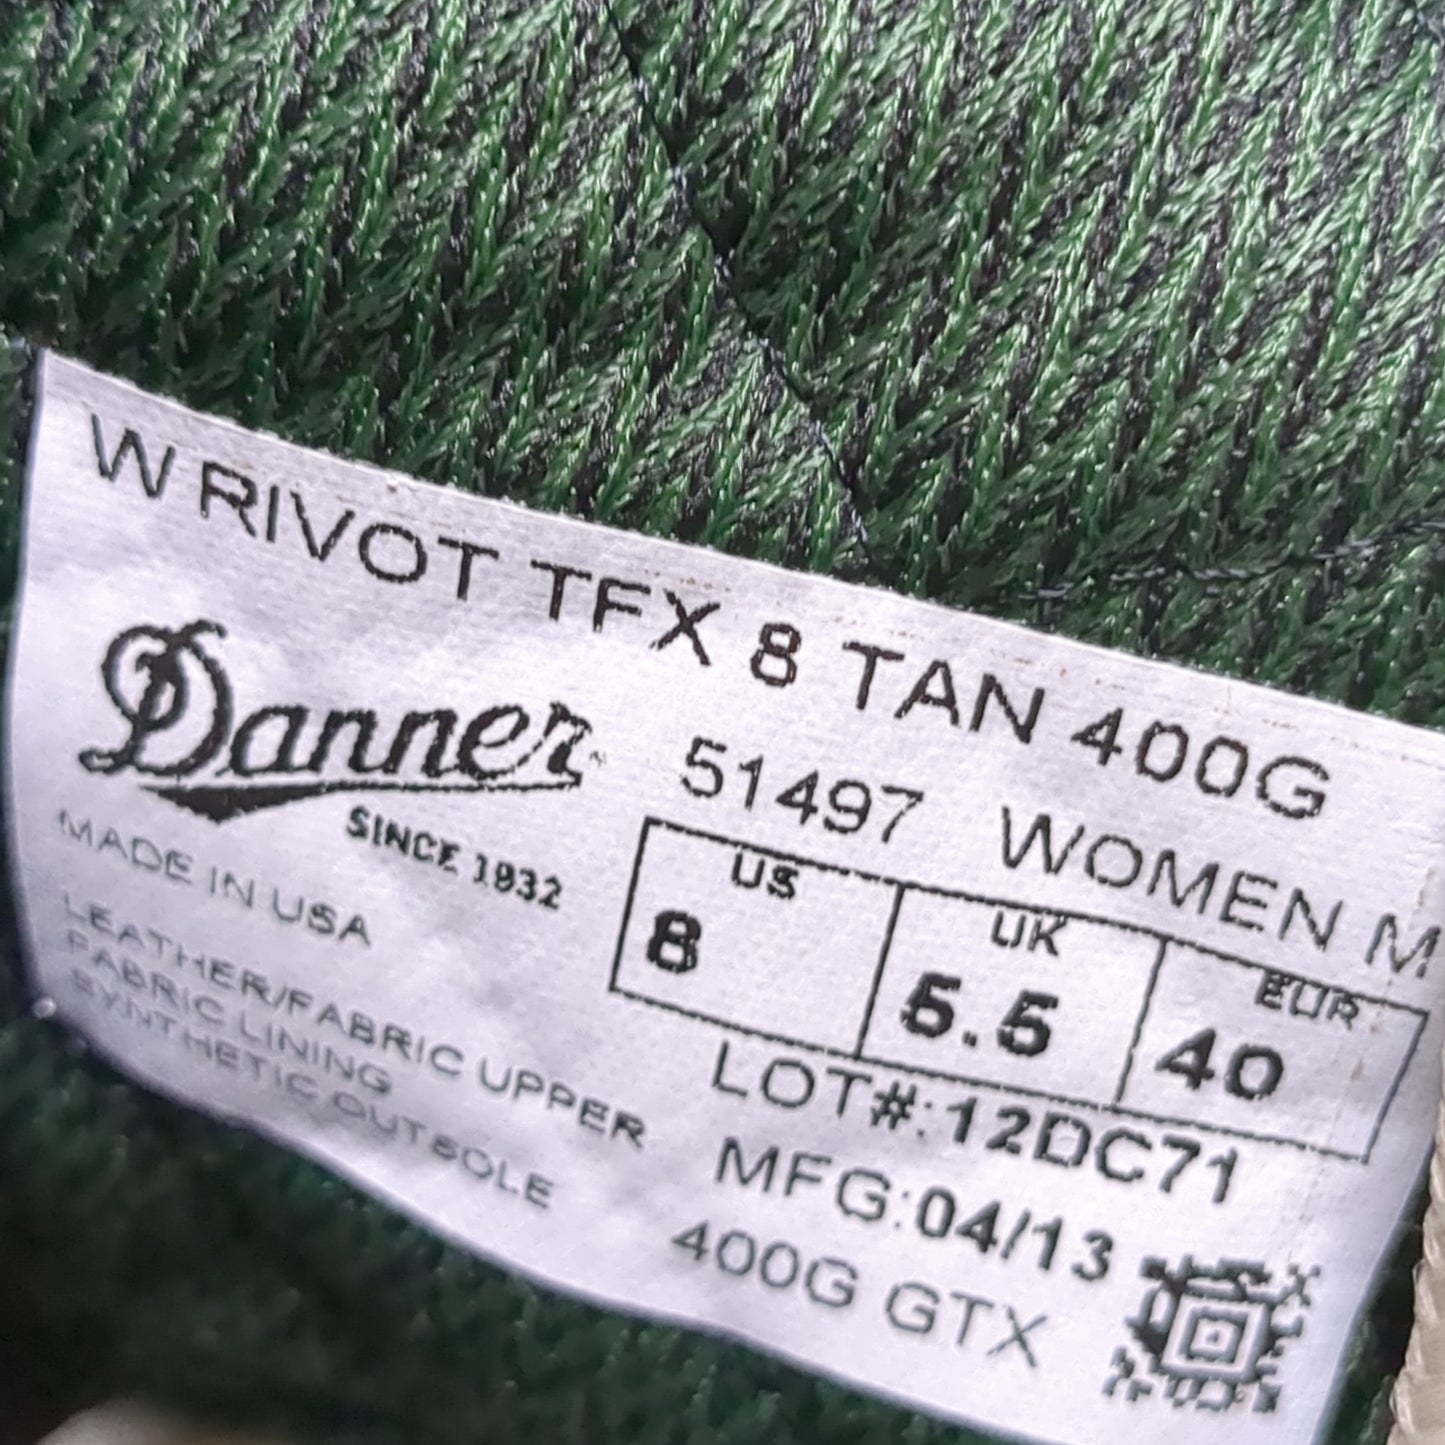 W RIVOT TFX 8 TAN 400G
Danner
SINCE 1932
MADE IN USA
LEATHER/FABRIC UPPER
FABRIC LINING
SYNTHETIC OUTSOLE
51497 WOMEN M
US UK EUR
8 5.5 40
LOT#:12DC71
MFG:04/13
400G GTX